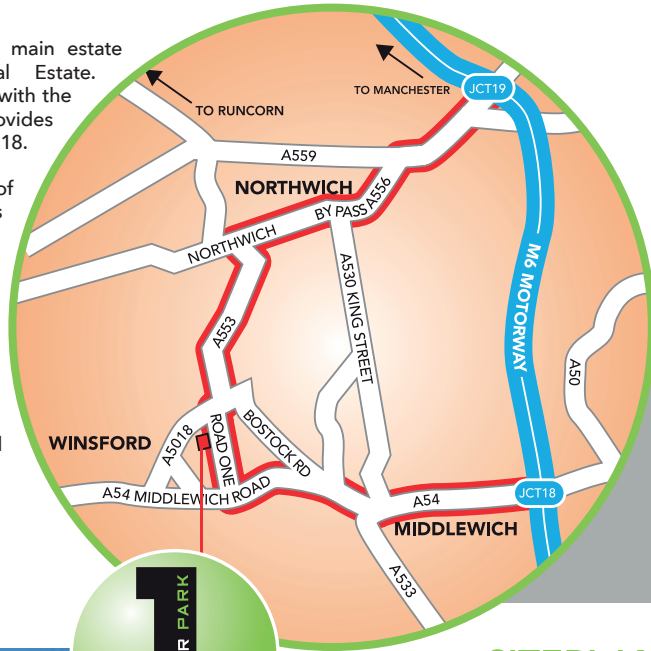 main estate
al Estate.
with the
ovides
18.
of
s
l
TO RUNCORN
TO MANCHESTER
JCT19
A559
NORTHWICH
BY PASS A556
NORTHWICH
A530 KING STREET
M6 MOTORWAY
A553
A50
WINSFORD
A5018
ROAD ONE
BOSTOCK RD
A54 MIDDLEWICH ROAD
A54
JCT18
MIDDLEWICH
A533
1
R PARK